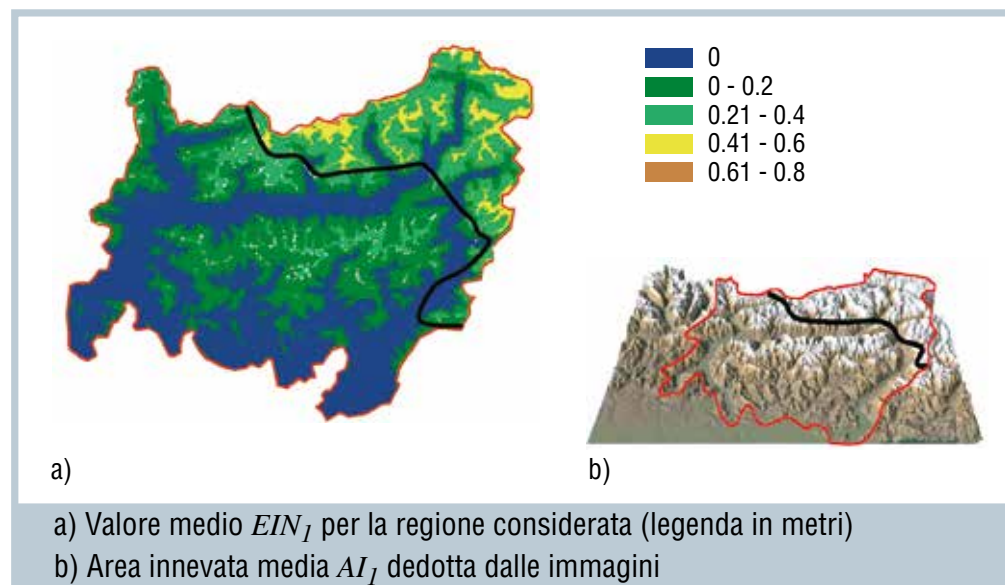 0
0 - 0.2
0.21 - 0.4
0.41 - 0.6
0.61 - 0.8
a)
b)
a) Valore medio EIN1 per la regione considerata (legenda in metri)
b) Area innevata media AI1 dedotta dalle immagini